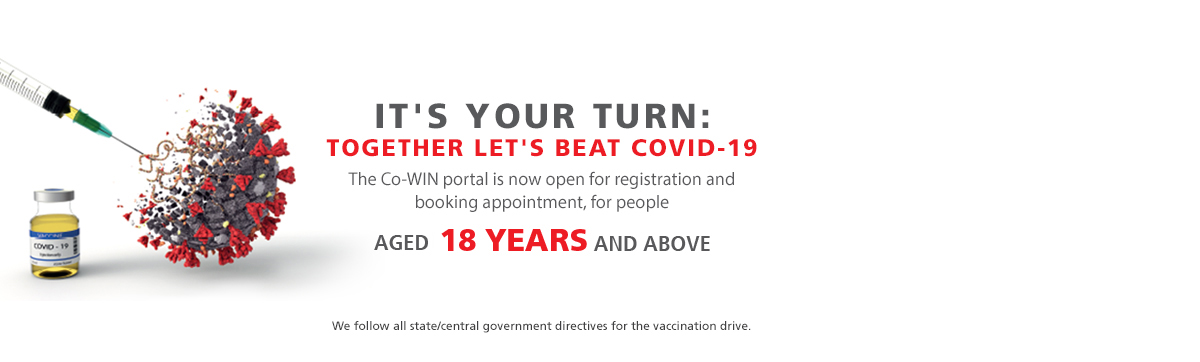 IT'S YOUR TURN:
TOGETHER LET'S BEAT COVID-19
The Co-WIN portal is now open for registration and
booking appointment, for people
AGED 18 YEARS AND ABOVE
VACCINE
COVID - 19
We follow all state/central government directives for the vaccination drive.